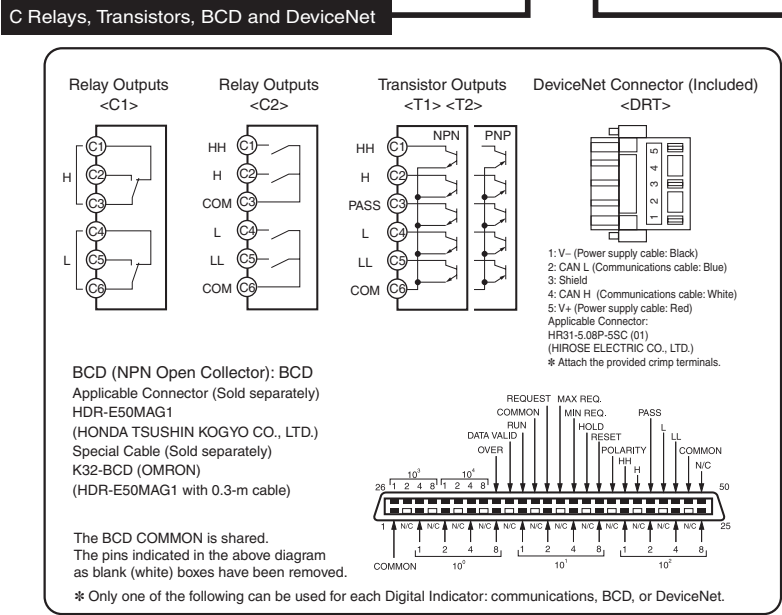 C Relays, Transistors, BCD and DeviceNet
Relay Outputs
<C1>
H
L
C1
C2
C3
C4
C5
C6
Relay Outputs
<C2>
HH
H
COM
L
LL
COM
C1
C2
C3
C4
C5
C6
Transistor Outputs
<T1> <T2>
NPN PNP
HH
H
PASS
L
LL
COM
C1
C2
C3
C4
C5
C6
DeviceNet Connector (Included)
<DRT>
1 2 3 4 5
1: V− (Power supply cable: Black)
2: CAN L (Communications cable: Blue)
3: Shield
4: CAN H (Communications cable: White)
5: V+ (Power supply cable: Red)
Applicable Connector:
HR31-5.08P-5SC (01)
(HIROSE ELECTRIC CO., LTD.)
✻ Attach the provided crimp terminals.
BCD (NPN Open Collector): BCD
Applicable Connector (Sold separately)
HDR-E50MAG1
(HONDA TSUSHIN KOGYO CO., LTD.)
Special Cable (Sold separately)
K32-BCD (OMRON)
(HDR-E50MAG1 with 0.3-m cable)
The BCD COMMON is shared.
The pins indicated in the above diagram
as blank (white) boxes have been removed.
REQUEST MAX REQ.
COMMON MIN REQ. PASS
RUN HOLD L
DATA VALID RESET LL
OVER POLARITY COMMON
HH N/C
H
10³ 10⁴
26 1 2 4 8 1 2 4 8 50
1 N/C N/C N/C N/C N/C N/C N/C N/C N/C N/C N/C N/C 25
1 2 4 8 1 2 4 8 1 2 4 8
COMMON 10⁰ 10¹ 10²
✻ Only one of the following can be used for each Digital Indicator: communications, BCD, or DeviceNet.